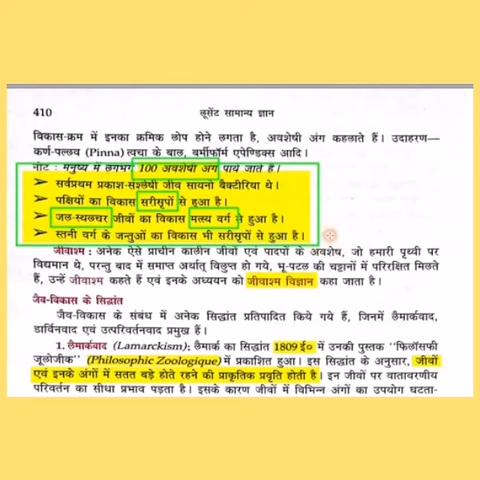 410 लूसेंट सामान्य ज्ञान
विकास-क्रम में इनका क्रमिक लोप होने लगता है, अवशेषी अंग कहलाते हैं। उदाहरण—
कर्ण-पल्लव (Pinna) त्वचा के बाल, बर्मीफॉर्म एपेण्डिक्स आदि।
नोट : मनुष्य में लगभग 100 अवशेषी अंग पाये जाते हैं।
➤ सर्वप्रथम प्रकाश-संश्लेषी जीव सायनो बैक्टीरिया थे।
➤ पक्षियों का विकास सरीसृपों से हुआ है।
➤ जल-स्थलचर जीवों का विकास मत्स्य वर्ग से हुआ है।
➤ स्तनी वर्ग के जन्तुओं का विकास भी सरीसृपों से हुआ है।
जीवाश्म : अनेक ऐसे प्राचीन कालीन जीवों एवं पादपों के अवशेष, जो हमारी पृथ्वी पर
विद्यमान थे, परन्तु बाद में समाप्त अर्थात् विलुप्त हो गये, भू-पटल की चट्टानों में परिरक्षित मिलते
हैं, उन्हें जीवाश्म कहते हैं एवं इनके अध्ययन को जीवाश्म विज्ञान कहा जाता है।
जैव-विकास के सिद्धांत
जैव-विकास के संबंध में अनेक सिद्धांत प्रतिपादित किये गये हैं, जिनमें लैमार्कवाद,
डार्विनवाद एवं उत्परिवर्तनवाद प्रमुख हैं।
1. लैमार्कवाद (Lamarckism) : लैमार्क का सिद्धांत 1809 ई० में उनकी पुस्तक "फिलॉसफी
जूलोजीक" (Philosophic Zoologique) में प्रकाशित हुआ। इस सिद्धांत के अनुसार, जीवों
एवं इनके अंगों में सतत बड़े होते रहने की प्राकृतिक प्रवृति होती है। इन जीवों पर वातावरणीय
परिवर्तन का सीधा प्रभाव पड़ता है। इसके कारण जीवों में विभिन्न अंगों का उपयोग घटता-